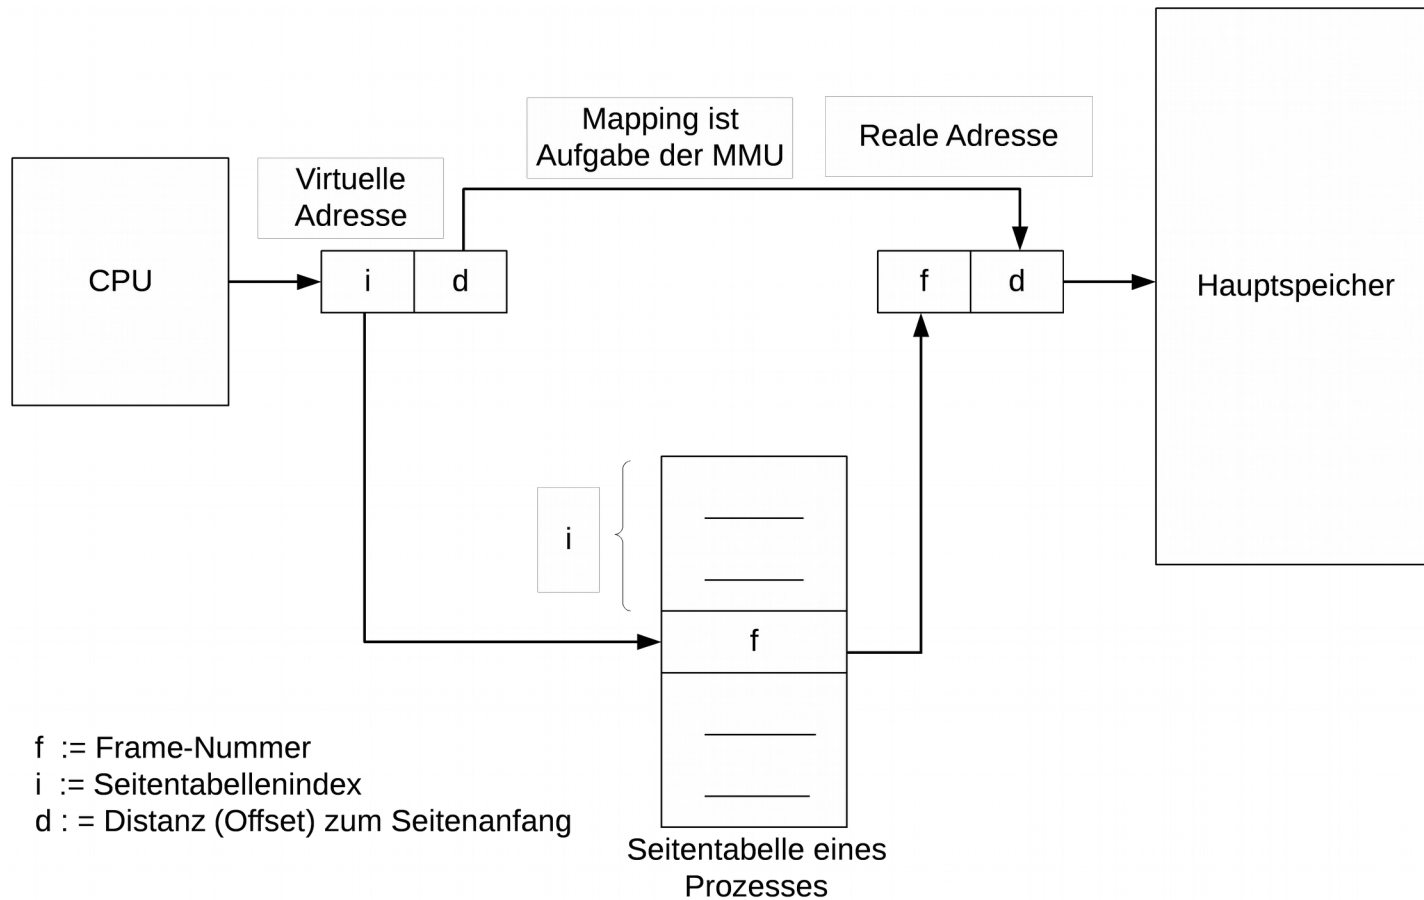 Mapping ist
Aufgabe der MMU
Reale Adresse
Virtuelle
Adresse
CPU
i
d
f
d
Hauptspeicher
i
f
f := Frame-Nummer
i := Seitentabellenindex
d : = Distanz (Offset) zum Seitenanfang
Seitentabelle eines
Prozesses